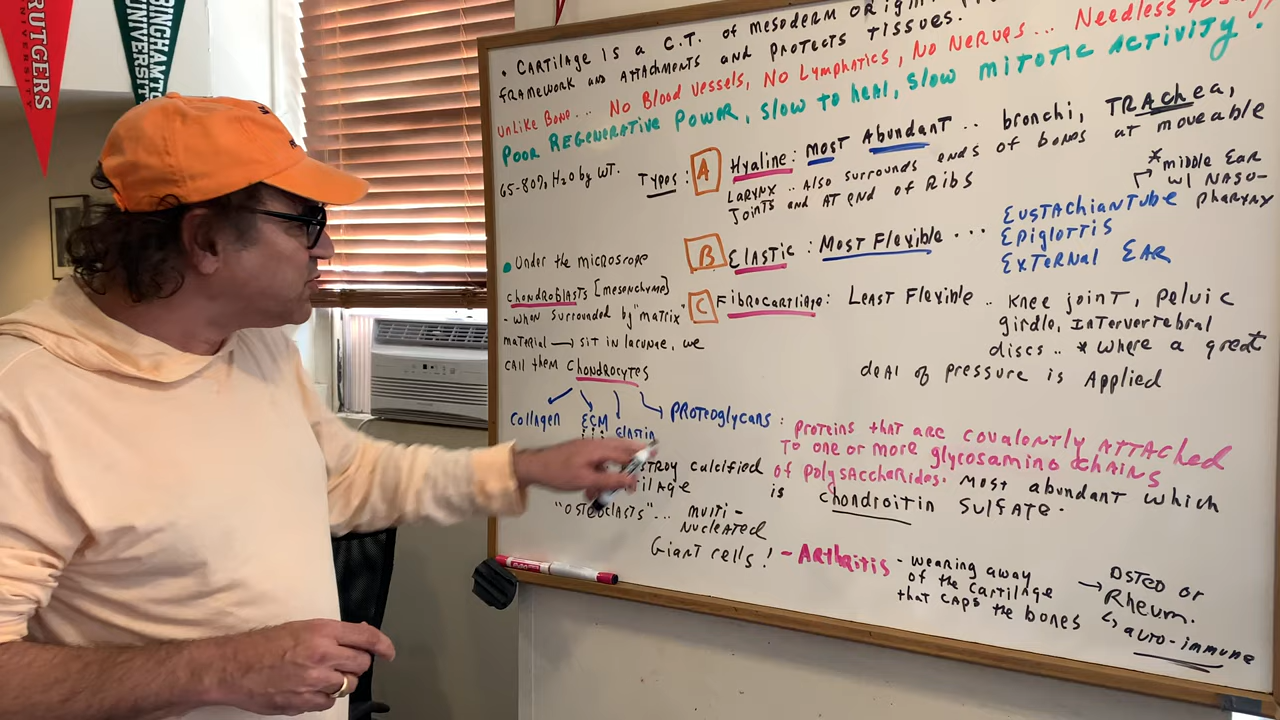 RUTGERS
UNIVERSITY
BINGHAMTON
UNIVERSITY
• CARTILAGE IS A C.T. OF MESODERM ORIGIN
FRAMEWORK AND ATTACHMENTS AND PROTECTS TISSUES.
UNLIKE BONE... NO BLOOD VESSELS, NO LYMPHATICS, NO NERVES... NEEDLESS TO SAY,
POOR REGENERATIVE POWER, SLOW TO HEAL, SLOW MITOTIC ACTIVITY.
65-80% H2O by WT.
TYPES: A Hyaline: MOST Abundant .. bronchi, TRAChea,
LARYNX .. Also surrounds ends of bones at moveable
joints and AT end of Ribs
B Elastic: MOST Flexible ...
EUSTAChian Tube
* middle EAR
w/ NASO-
phARyNX
Epiglottis
External EAR
C Fibrocartilage: Least Flexible .. Knee joint, pelvic
girdle, Intervertebral
discs.. * where a great
deal of pressure is Applied
• Under the microscope
chondroblasts [mesenchyme]
- when surrounded by "matrix"
material → sit in lacunae, we
call them Chondrocytes
Collagen ECM elastin PROTEOglycans :
proteins that are covalontly ATTAChed
To one or more glycosamino chains
of polysaccharides. Most abundant which
is chondroitin Sulfate.
stroy calcified
tilage
"osteoclasts"... multi-
nucleated
Giant cells!
- Arthritis - wearing away
of the cartilage
that caps the bones
→ OSTEO or
Rheum.
↳ auto-immune